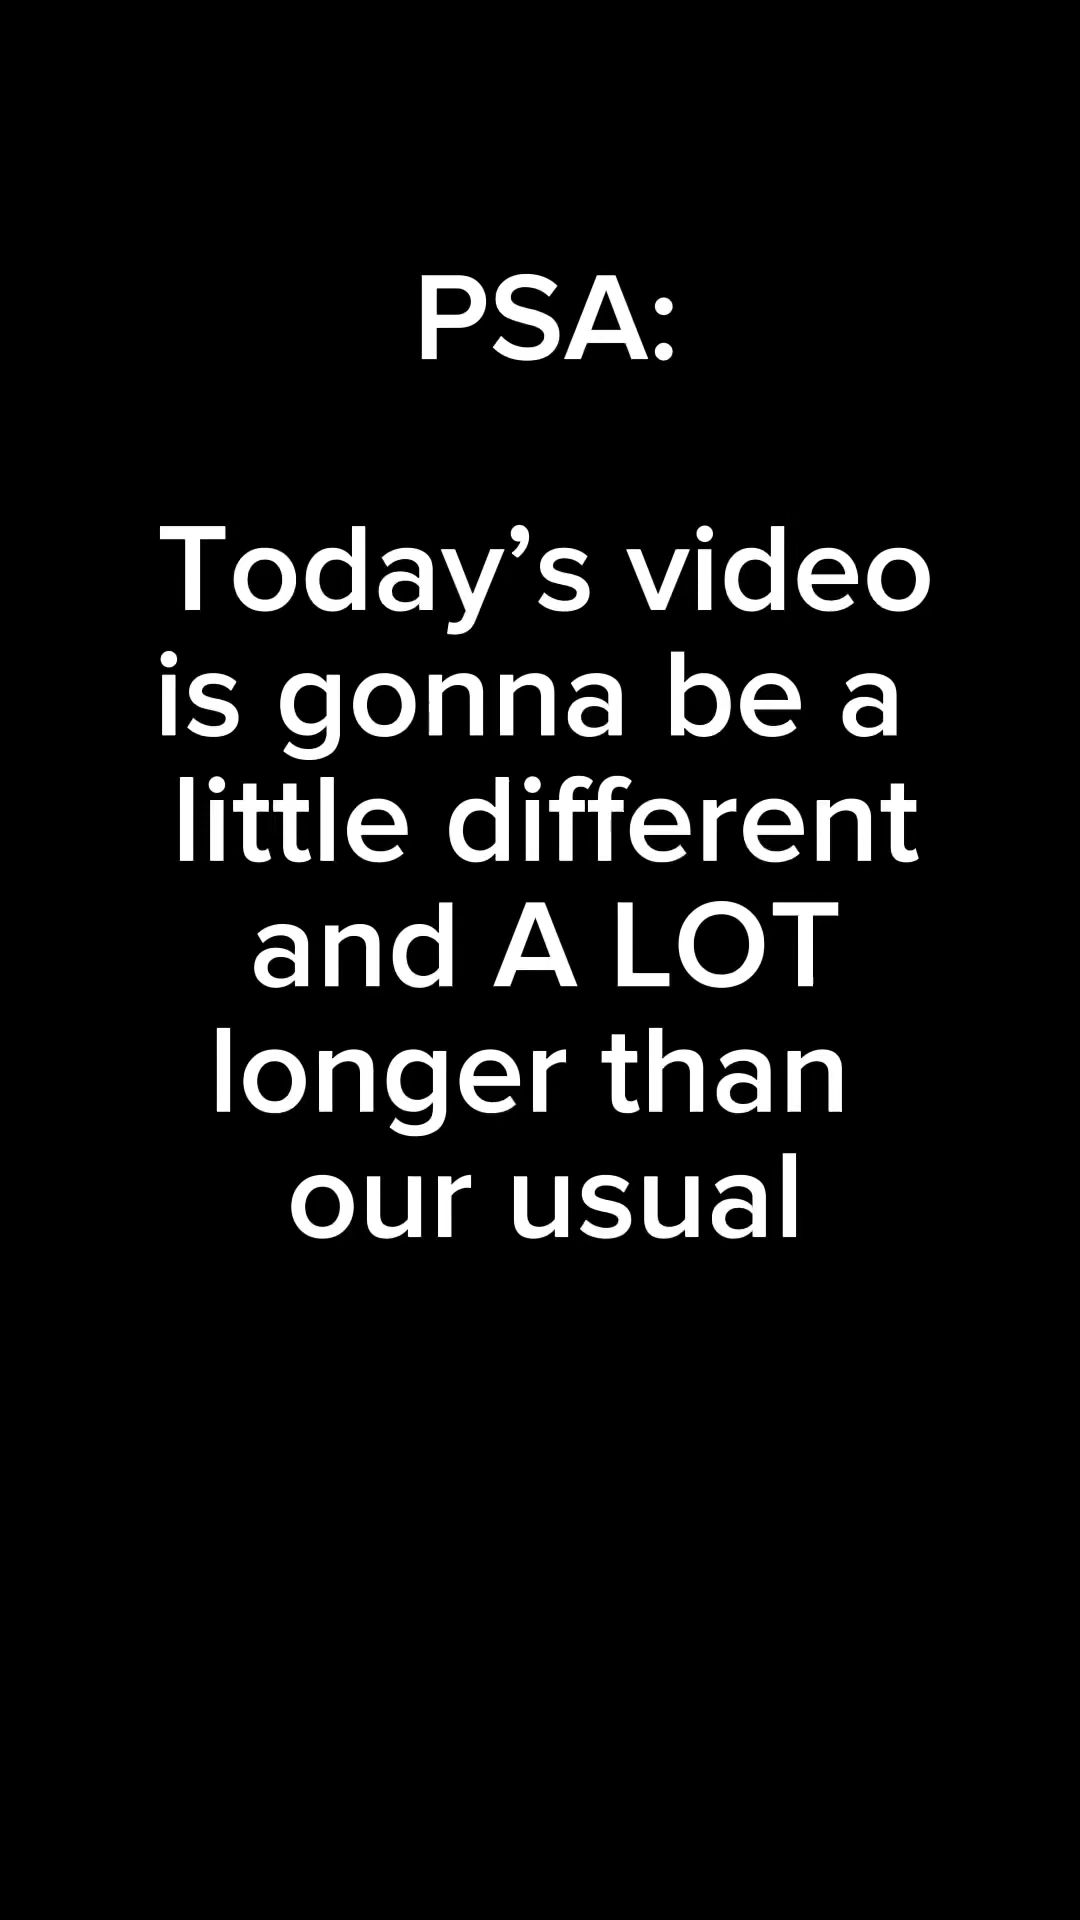 PSA:
Today’s video
is gonna be a
little different
and A LOT
longer than
our usual